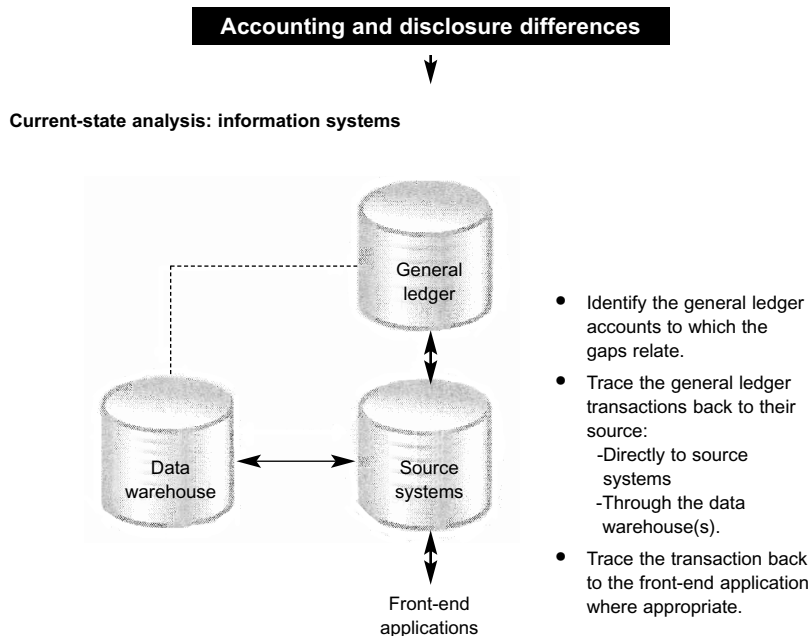 Accounting and disclosure differences
Current-state analysis: information systems
General
ledger
Data
warehouse
Source
systems
Front-end
applications
• Identify the general ledger
accounts to which the
gaps relate.
• Trace the general ledger
transactions back to their
source:
-Directly to source
systems
-Through the data
warehouse(s).
• Trace the transaction back
to the front-end application
where appropriate.